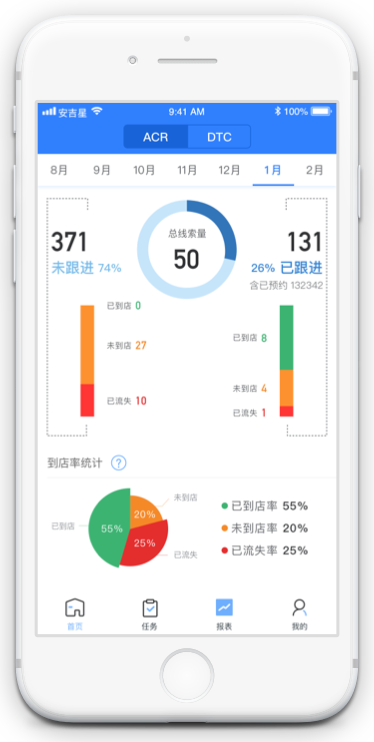 安吉星 9:41 AM 100%
ACR DTC
8月 9月 10月 11月 12月 1月 2月
总线索量
50
371
未跟进 74%
131
26% 已跟进
含已预约 132342
已到店 0
未到店 27
已流失 10
已到店 8
未到店 4
已流失 1
到店率统计 ?
已到店
55%
未到店
20%
25%
已流失
已到店率 55%
未到店率 20%
已流失率 25%
首页 任务 报表 我的